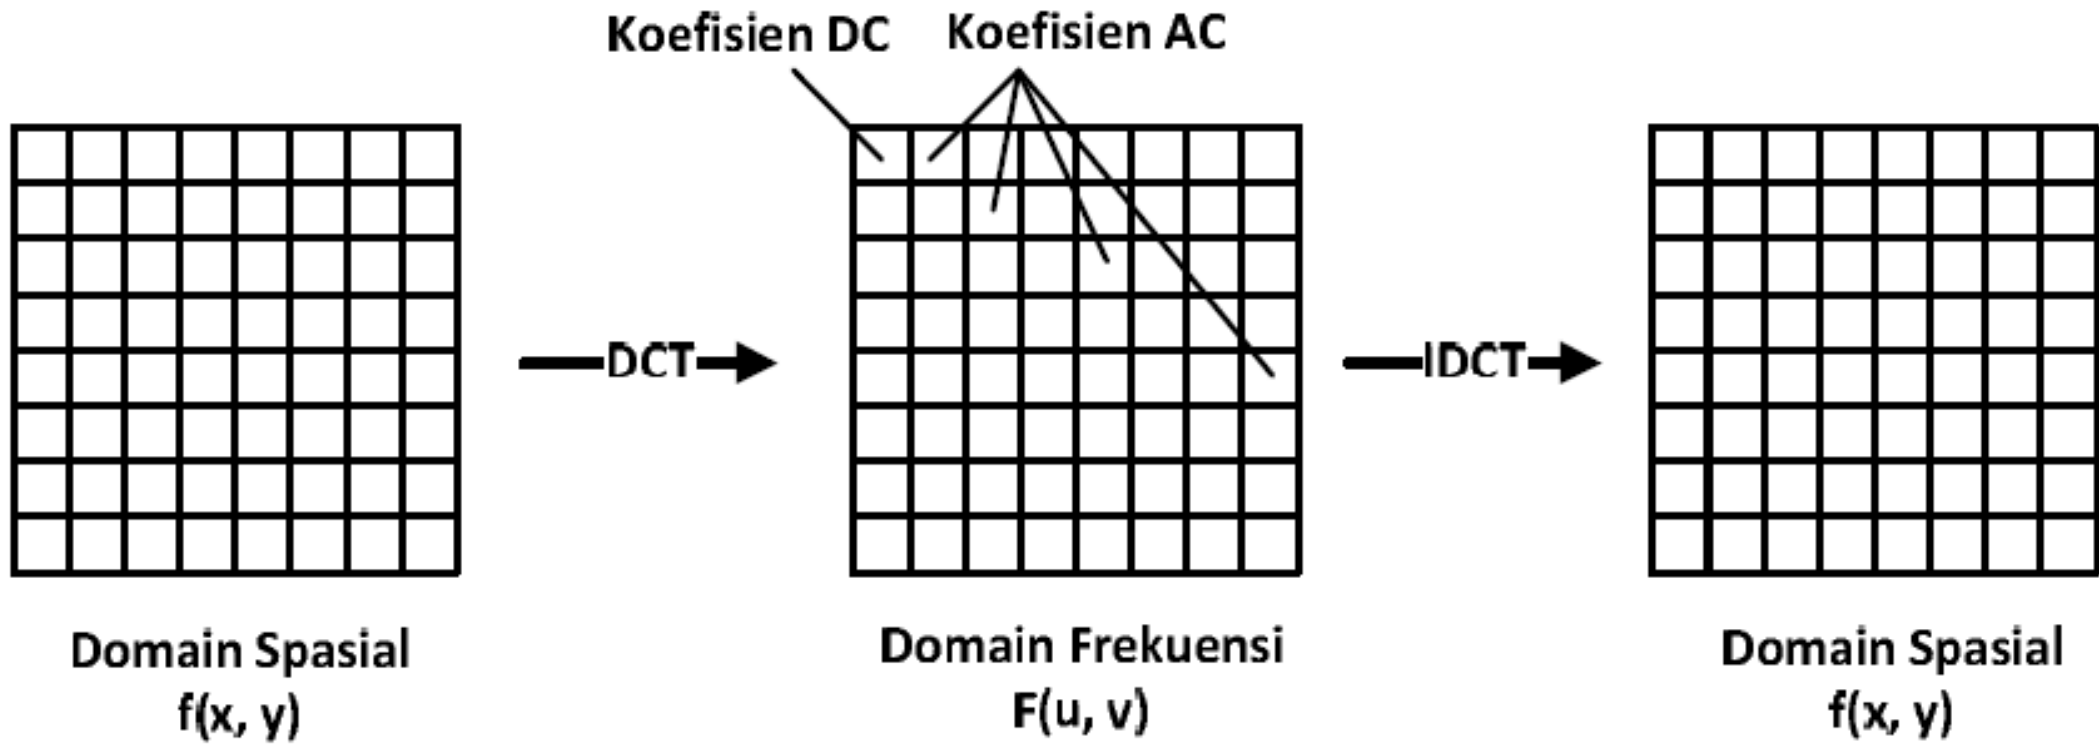 Koefisien DC
Koefisien AC
DCT
IDCT
Domain Spasial
f(x, y)
Domain Frekuensi
F(u, v)
Domain Spasial
f(x, y)